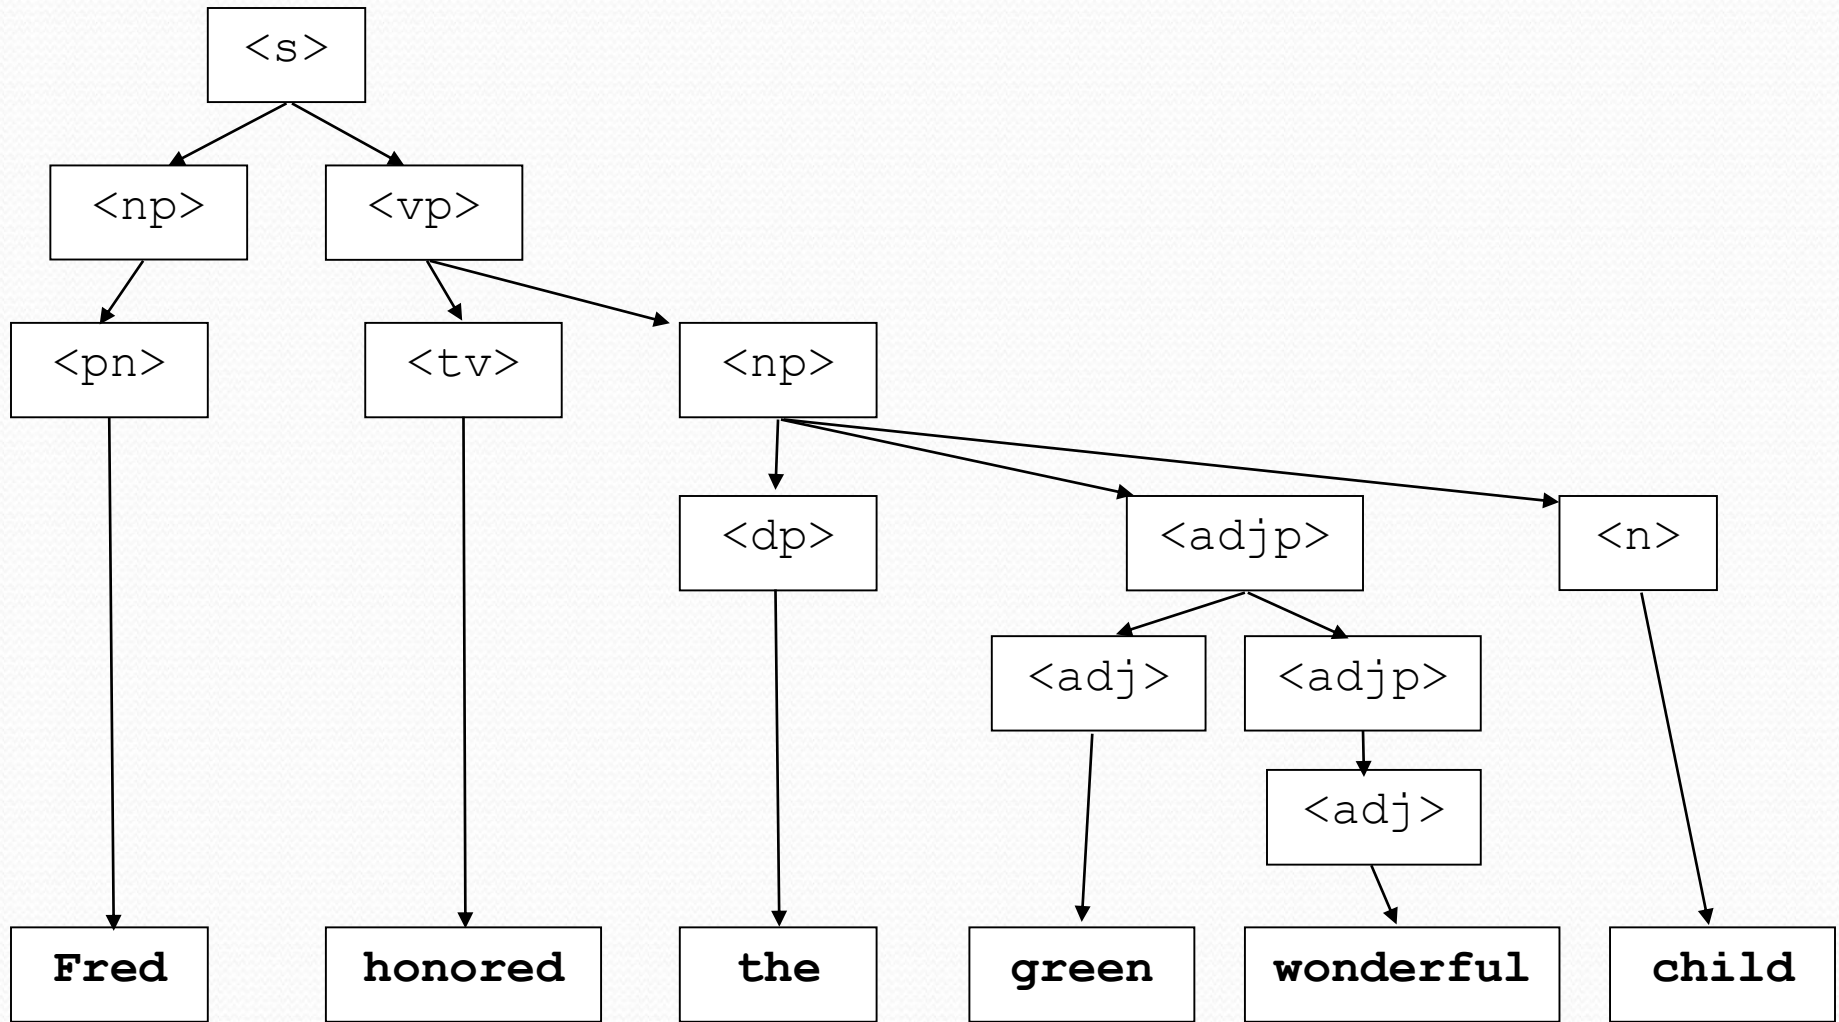 <s>
<np> <vp>
<pn> <tv> <np>
<dp> <adjp> <n>
<adj> <adjp>
<adj>
Fred honored the green wonderful child